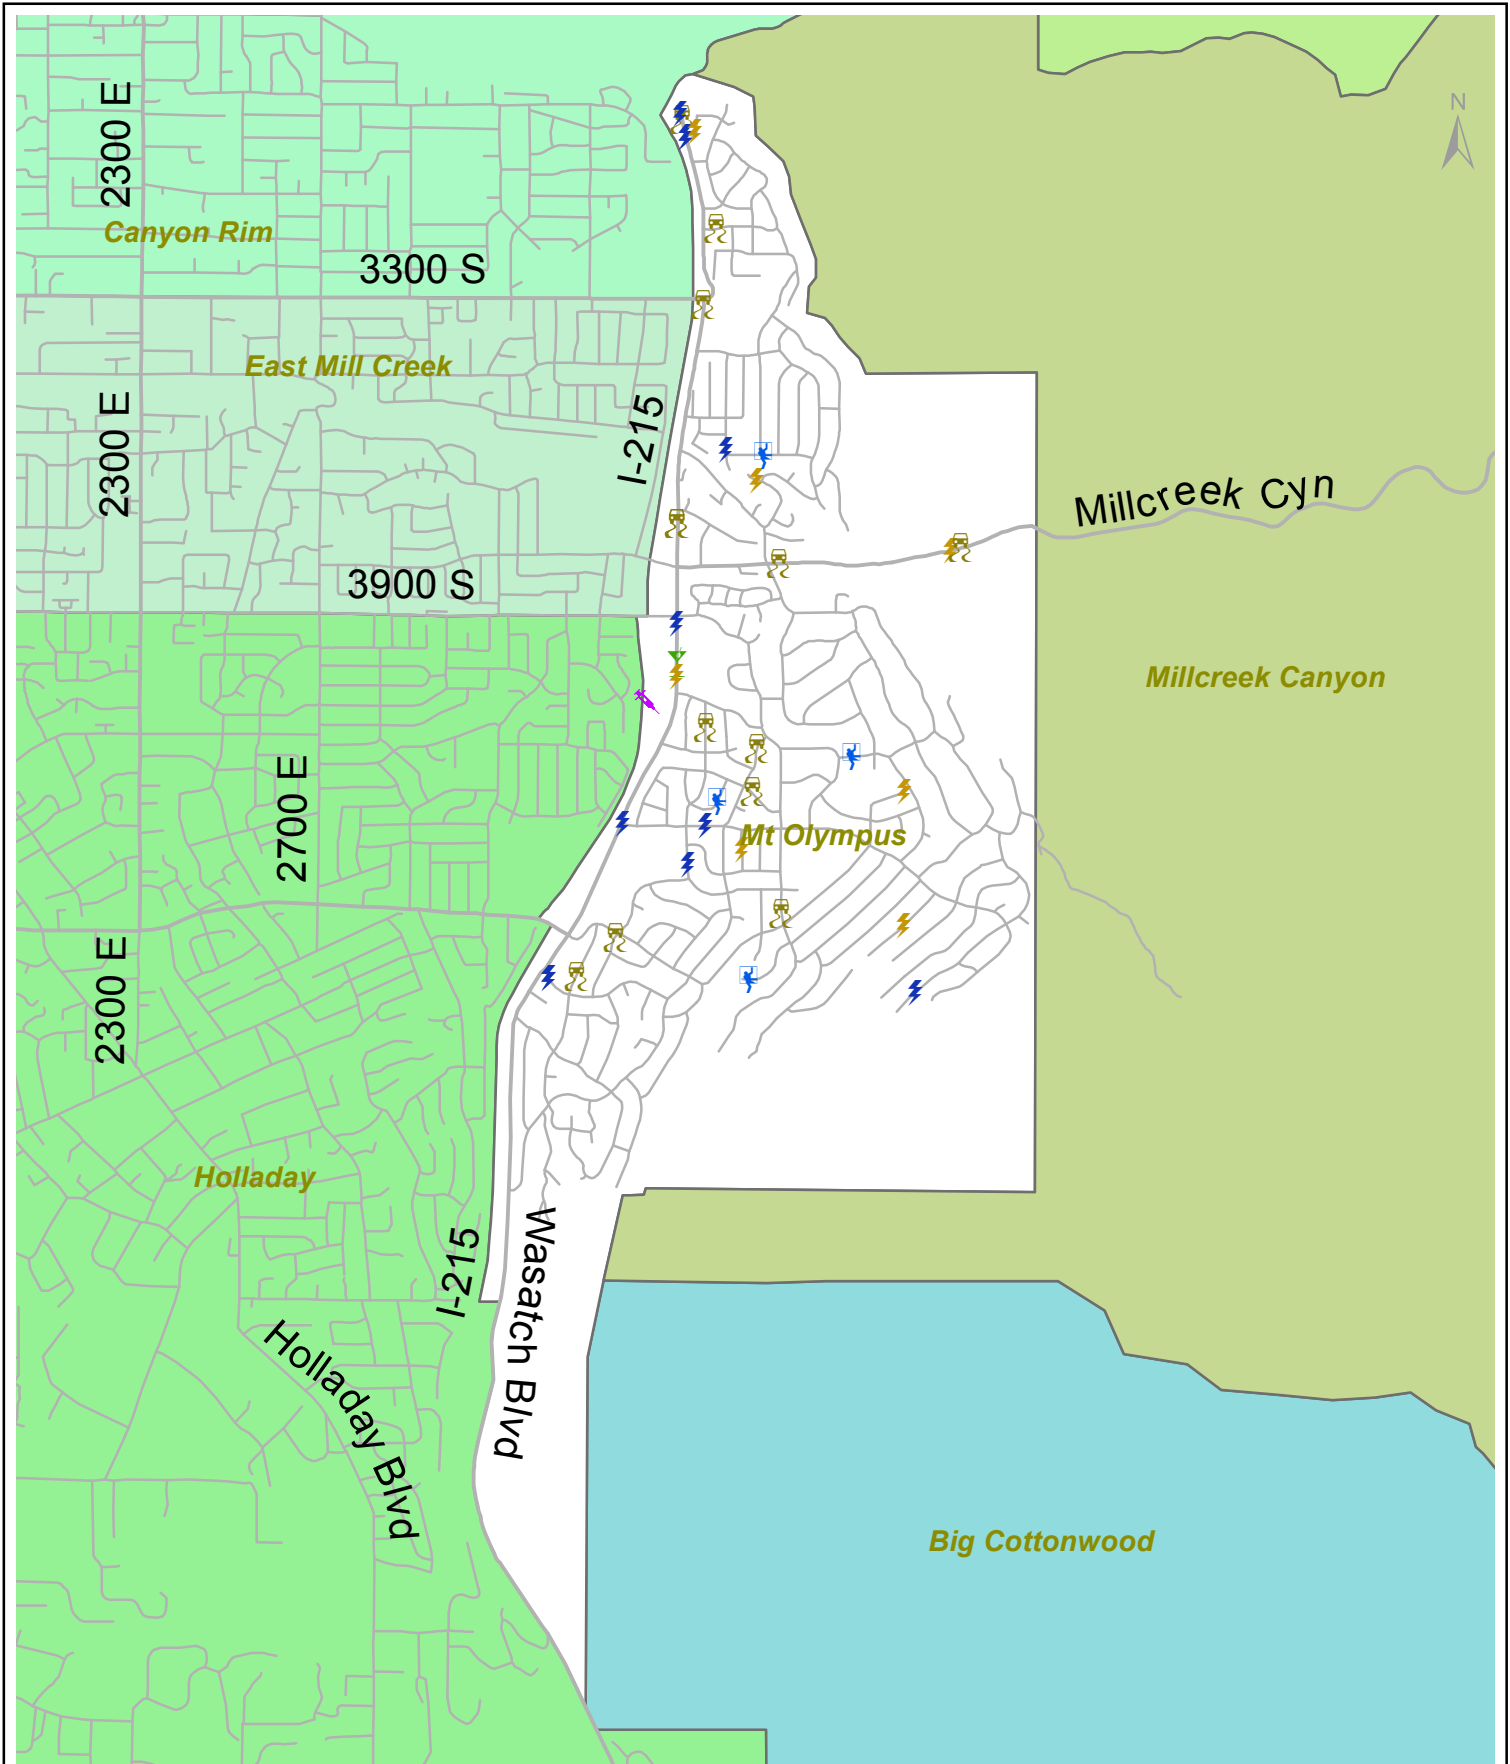 N
2300 E
Canyon Rim
3300 S
East Mill Creek
2300 E
I-215
Millcreek Cyn
3900 S
Millcreek Canyon
2700 E
Mt Olympus
2300 E
Holladay
I-215
Wasatch Blvd
Holladay Blvd
Big Cottonwood